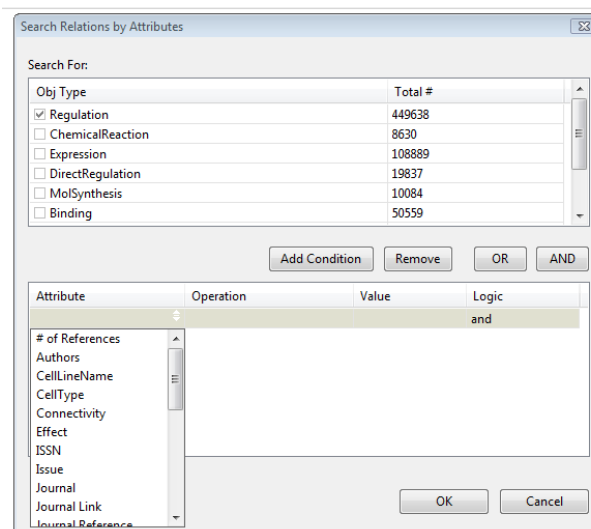 Search Relations by Attributes
Search For:
Obj Type Total #
Regulation 449638
ChemicalReaction 8630
Expression 108889
DirectRegulation 19837
MolSynthesis 10084
Binding 50559
Add Condition Remove OR AND
Attribute Operation Value Logic
and
# of References
Authors
CellLineName
CellType
Connectivity
Effect
ISSN
Issue
Journal
Journal Link
Journal Reference
OK Cancel